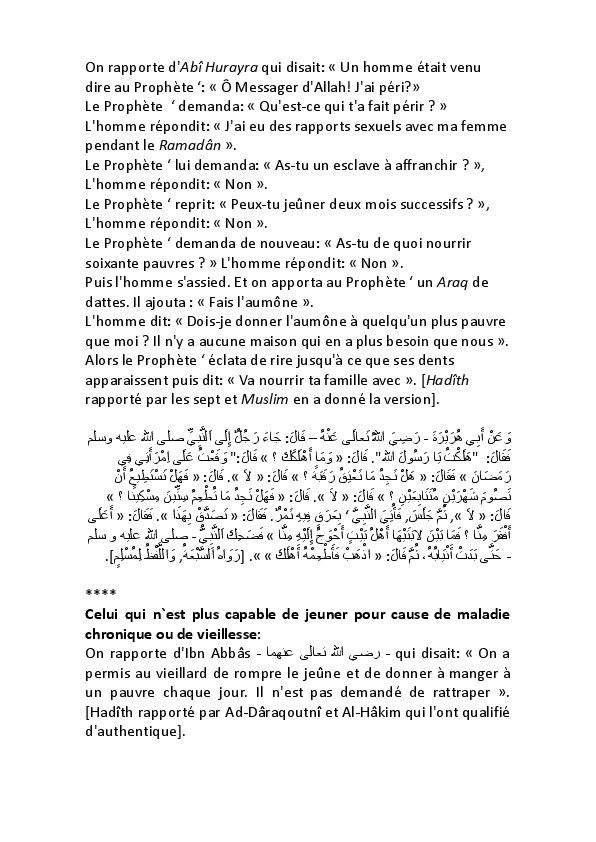 On rapporte d'Abî Hurayra qui disait: « Un homme était venu
dire au Prophète ‘: « Ô Messager d'Allah! J'ai péri?»
Le Prophète ‘ demanda: « Qu'est-ce qui t'a fait périr ? »
L'homme répondit: « J'ai eu des rapports sexuels avec ma femme
pendant le Ramadân ».
Le Prophète ‘ lui demanda: « As-tu un esclave à affranchir ? »,
L'homme répondit: « Non ».
Le Prophète ‘ reprit: « Peux-tu jeûner deux mois successifs ? »,
L'homme répondit: « Non ».
Le Prophète ‘ demanda de nouveau: « As-tu de quoi nourrir
soixante pauvres ? » L'homme répondit: « Non ».
Puis l'homme s'assied. Et on apporta au Prophète ‘ un Araq de
dattes. Il ajouta : « Fais l'aumône ».
L'homme dit: « Dois-je donner l'aumône à quelqu'un plus pauvre
que moi ? Il n'y a aucune maison qui en a plus besoin que nous ».
Alors le Prophète ‘ éclata de rire jusqu'à ce que ses dents
apparaissent puis dit: « Va nourrir ta famille avec ». [Hadîth
rapporté par les sept et Muslim en a donné la version].
وَ عَنْ أَبِي هُرَيْرَةَ - رَضِيَ اللهُ تَعالَى عَنْهُ – قَالَ: جَاءَ رَجُلٌ إِلَى اَلنَّبِيِّ صلى الله عليه وسلم
فَقَالَ: "هَلَكْتُ يَا رَسُولَ الله". قَالَ: « وَمَا أَهْلَكَكَ ؟ » قَالَ:" وَقَعْتُ عَلَى اِمْرَأَتِي فِي
رَمَضَانَ » فَقَالَ: « هَلْ تَجِدُ مَا تَعْتِقُ رَقَبَةً ؟ » قَالَ: « لاَ ». قَالَ: « فَهَلْ تَسْتَطِيعُ أَنْ
تَصُومَ شَهْرَيْنِ مُتَتَابِعَيْنِ ؟ » قَالَ: « لاَ ». قَالَ: « فَهَلْ تَجِدُ مَا تُطْعِمُ سِتِّينَ مِسْكِينًا ؟ »
قَالَ: « لاَ », ثُمَّ جَلَسَ, فَأُتِيَ اَلنَّبِيُّ ‘ بِعَرَقٍ فِيهِ تَمْرٌ. فَقَالَ: « تَصَدَّقْ بِهَذَا ». فَقَالَ: « أَعَلَى
أَفْقَرَ مِنَّا ؟ فَمَا بَيْنَ لاَبَتَيْهَا أَهْلُ بَيْتٍ أَحْوَجُ إِلَيْهِ مِنَّا » فَضَحِكَ اَلنَّبِيُّ - صلى الله عليه و سلم
- حَتَّى بَدَتْ أَنْيَابُهُ, ثُمَّ قَالَ: « اذْهَبْ فَأَطْعِمْهُ أَهْلَكَ » ». [رَوَاهُ اَلسَّبْعَةُ, وَاللَّفْظُ لِمُسْلِمٍ].
****
Celui qui n`est plus capable de jeuner pour cause de maladie
chronique ou de vieillesse:
On rapporte d'Ibn Abbâs - رضي الله تعالى عنهما - qui disait: « On a
permis au vieillard de rompre le jeûne et de donner à manger à
un pauvre chaque jour. Il n'est pas demandé de rattraper ».
[Hadîth rapporté par Ad-Dâraqoutnî et Al-Hâkim qui l'ont qualifié
d'authentique].